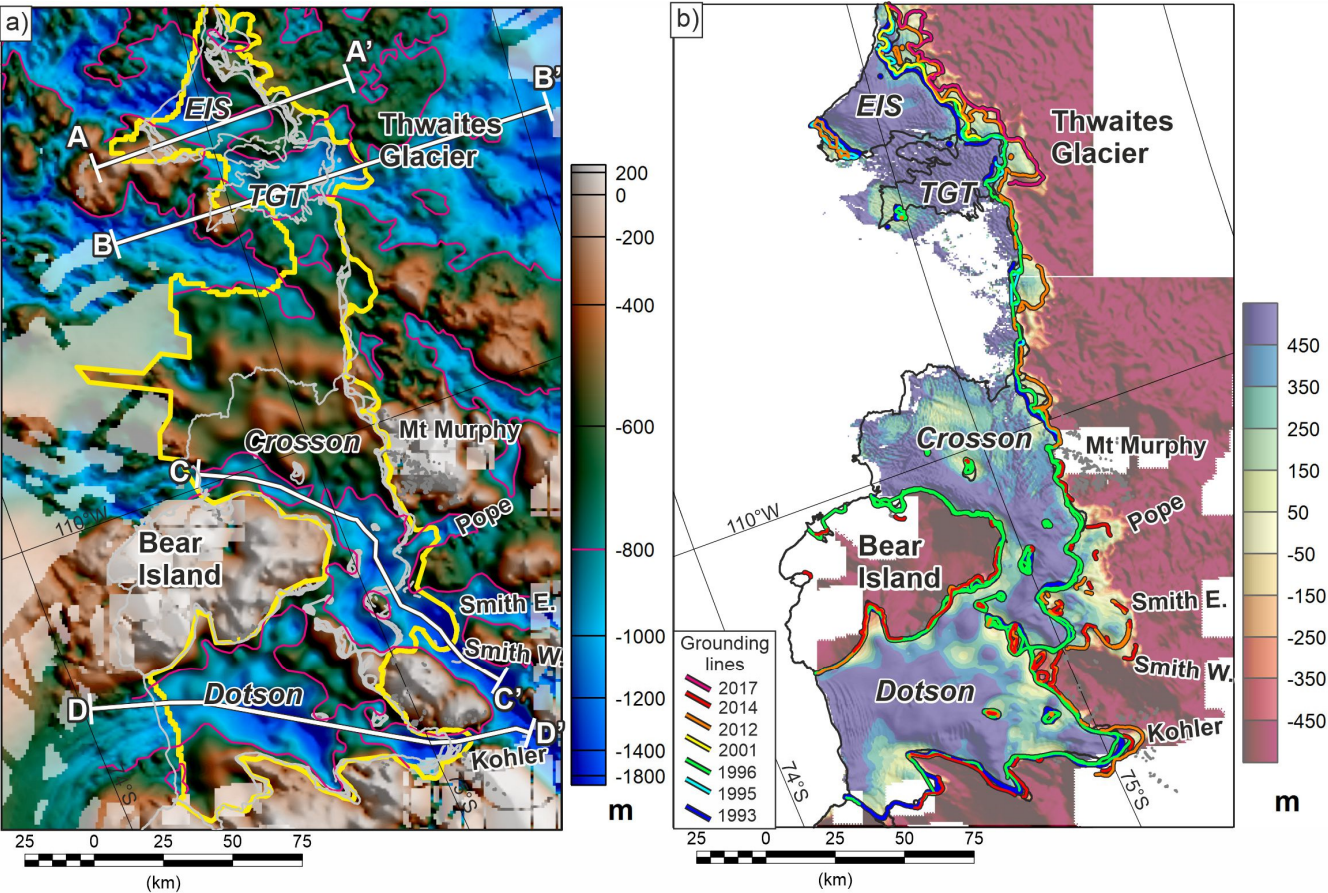 a)
A'
B'
EIS
A
Thwaites
Glacier
TGT
B
Crosson
Mt Murphy
C
Pope
110°W
Bear
Island
Smith E.
Smith W.
Dotson
C'
D
D'
Kohler
200
0
-200
-400
-600
-800
-1000
-1200
-1400
-1800
m
25 0 25 50 75
(km)
b)
EIS
Thwaites
Glacier
TGT
Crosson
Mt Murphy
110°W
Pope
Bear
Island
Smith E.
Smith W.
Dotson
Kohler
74°S
75°S
Grounding
lines
2017
2014
2012
2001
1996
1995
1993
450
350
250
150
50
-50
-150
-250
-350
-450
m
25 0 25 50 75
(km)